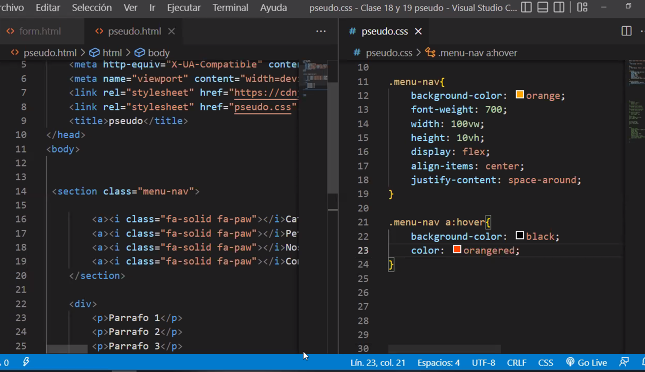 rchivo Editar Selección Ver Ir Ejecutar Terminal Ayuda pseudo.css - Clase 18 y 19 pseudo - Visual Studio C...
<> form.html <> pseudo.html × ··· # pseudo.css ×
<> pseudo.html > html > body # pseudo.css > .menu-nav a:hover
5 <meta http-equiv="X-UA-Compatible" conte
6 <meta name="viewport" content="width=dev
7 <link rel="stylesheet" href="https://cdn
8 <link rel="stylesheet" href="pseudo.css"
9 <title>pseudo</title>
10 </head>
11 <body>
12
13
14 <section class="menu-nav">
15
16 <a><i class="fa-solid fa-paw"></i>Ca
17 <a><i class="fa-solid fa-paw"></i>Pe
18 <a><i class="fa-solid fa-paw"></i>No
19 <a><i class="fa-solid fa-paw"></i>Co
20 </section>
21
22 <div>
23 <p>Parrafo 1</p>
24 <p>Parrafo 2</p>
25 <p>Parrafo 3</p>
10
11 .menu-nav{
12 background-color: orange;
13 font-weight: 700;
14 width: 100vw;
15 height: 10vh;
16 display: flex;
17 align-items: center;
18 justify-content: space-around;
19 }
20
21 .menu-nav a:hover{
22 background-color: black;
23 color: orangered;
24 }
25
26
27
28
29
30
0 Lín. 23, col. 21 Espacios: 4 UTF-8 CRLF CSS Go Live